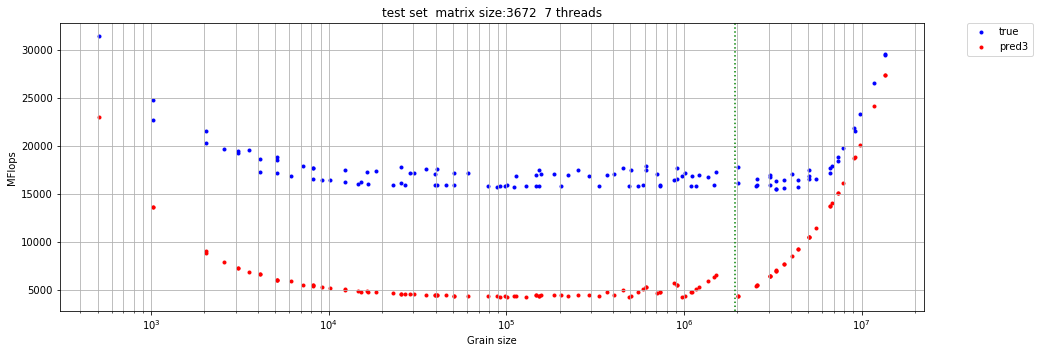 test set  matrix size:3672  7 threads
true
pred3
MFlops
30000
25000
20000
15000
10000
5000
10³
10⁴
10⁵
10⁶
10⁷
Grain size